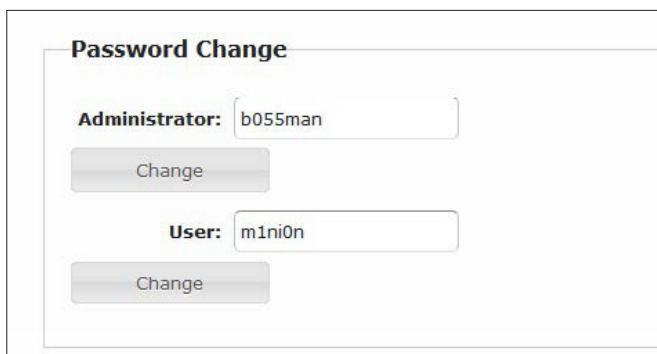 Password Change
Administrator: b055man
Change
User: m1ni0n
Change